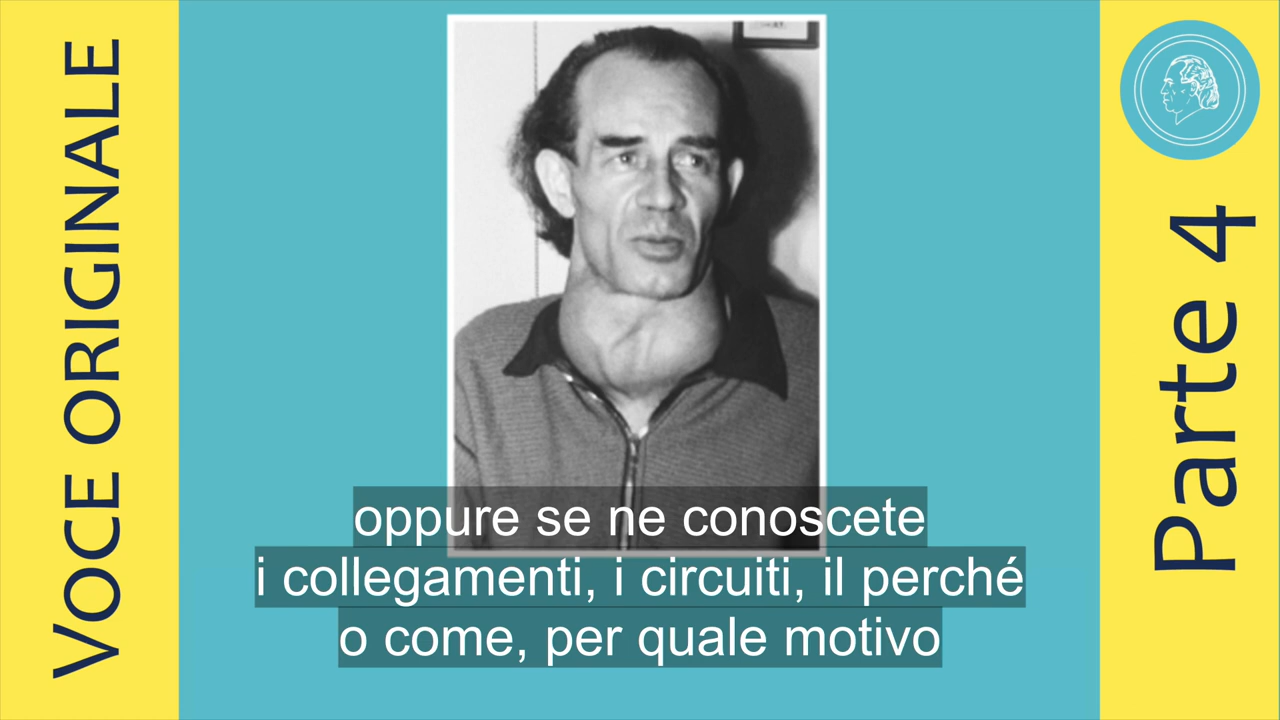 VOCE ORIGINALE
oppure se ne conoscete
i collegamenti, i circuiti, il perché
o come, per quale motivo
Parte 4